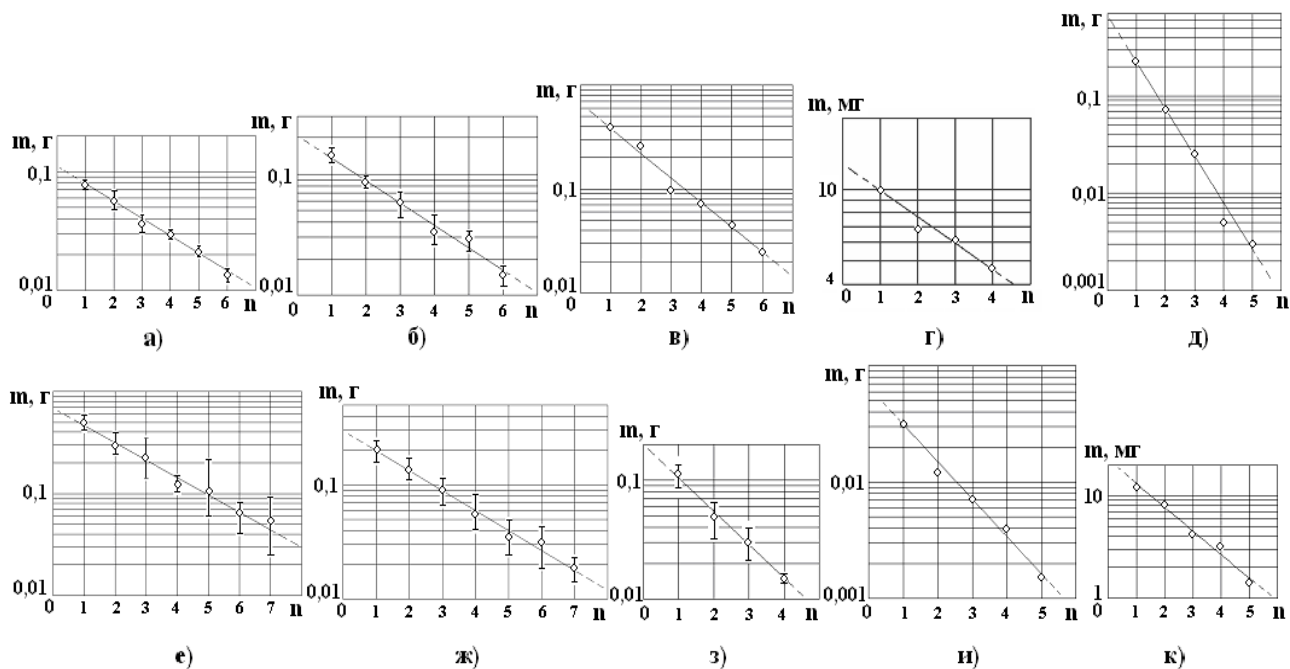 m, г
0,1
0,01
0
1 2 3 4 5 6 n
а)
m, г
0,1
0,01
0
1 2 3 4 5 6 n
б)
m, г
0,1
0,01
0
1 2 3 4 5 6 n
в)
m, мг
10
4
0
1 2 3 4 n
г)
m, г
0,1
0,01
0,001
0
1 2 3 4 5 n
д)
m, г
0,1
0,01
0
1 2 3 4 5 6 7 n
е)
m, г
0,1
0,01
0
1 2 3 4 5 6 7 n
ж)
m, г
0,1
0,01
0
1 2 3 4 n
з)
m, г
0,01
0,001
0
1 2 3 4 5 n
и)
m, мг
10
1
0
1 2 3 4 5 n
к)